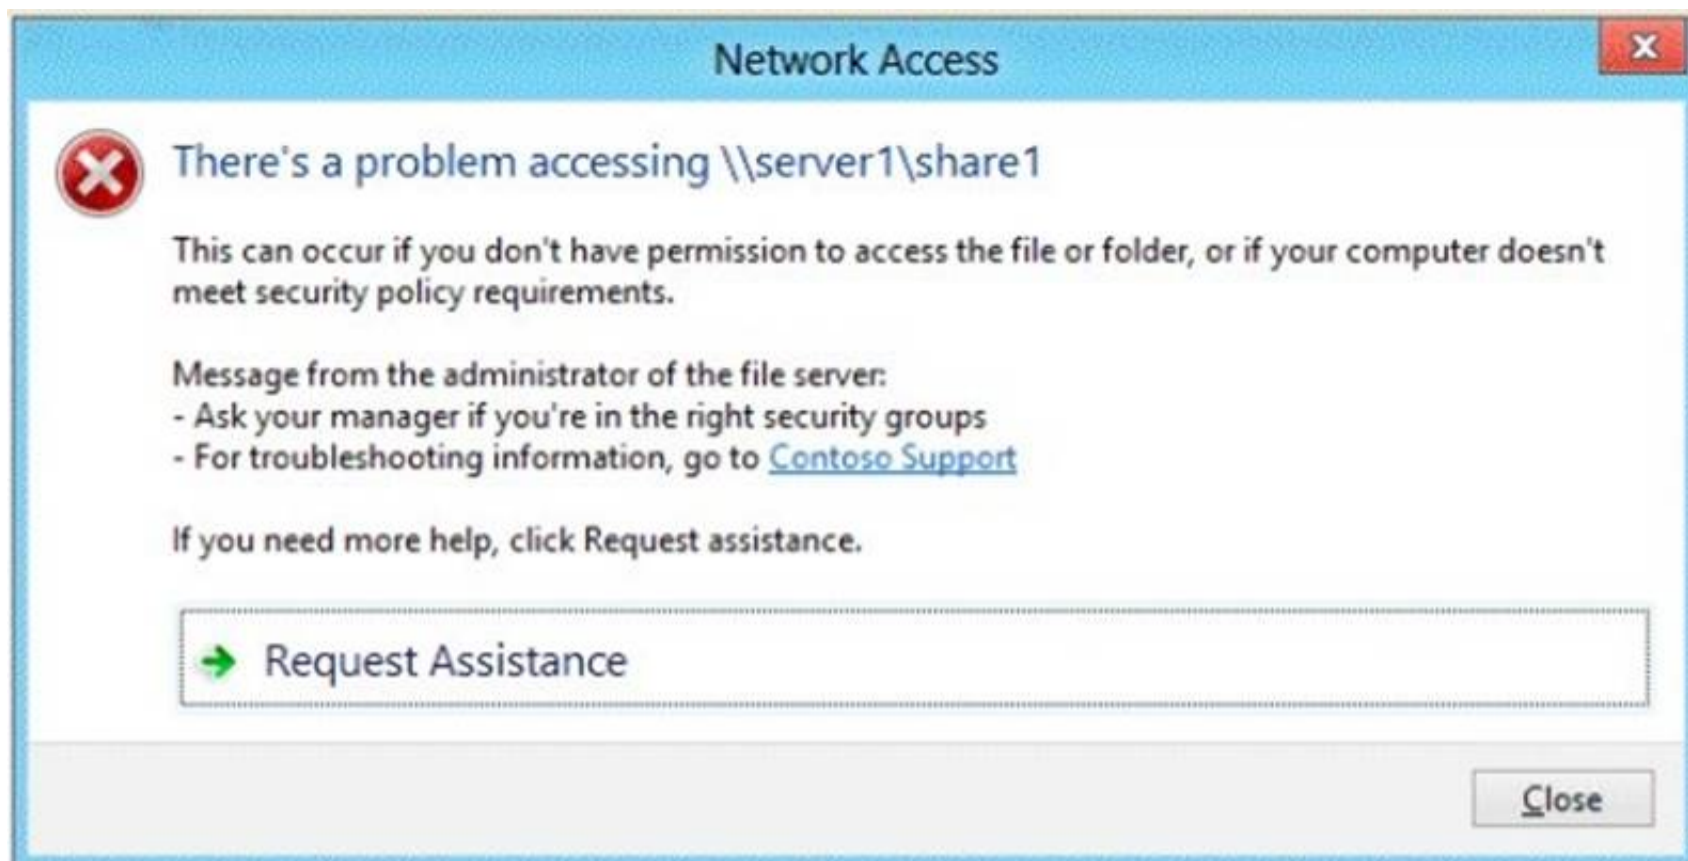 Network Access
There's a problem accessing \\server1\share1
This can occur if you don't have permission to access the file or folder, or if your computer doesn't
meet security policy requirements.
Message from the administrator of the file server:
- Ask your manager if you're in the right security groups
- For troubleshooting information, go to Contoso Support
If you need more help, click Request assistance.
Request Assistance
Close